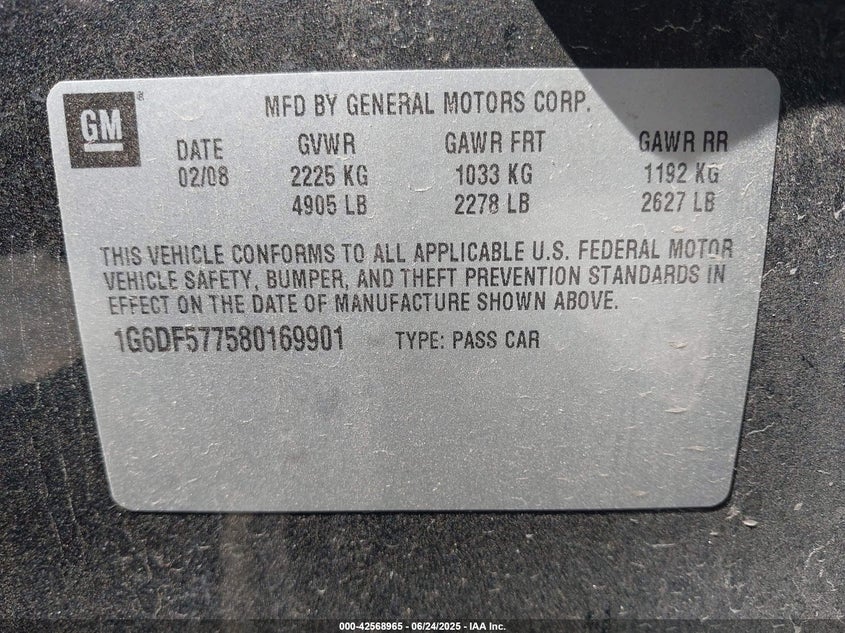 GM®
MFD BY GENERAL MOTORS CORP.
DATE GVWR GAWR FRT GAWR RR
02/08 2225 KG 1033 KG 1192 KG
4905 LB 2278 LB 2627 LB
THIS VEHICLE CONFORMS TO ALL APPLICABLE U.S. FEDERAL MOTOR
VEHICLE SAFETY, BUMPER, AND THEFT PREVENTION STANDARDS IN
EFFECT ON THE DATE OF MANUFACTURE SHOWN ABOVE.
1G6DF577580169901 TYPE: PASS CAR
000-42568965 - 06/24/2025 - IAA Inc.